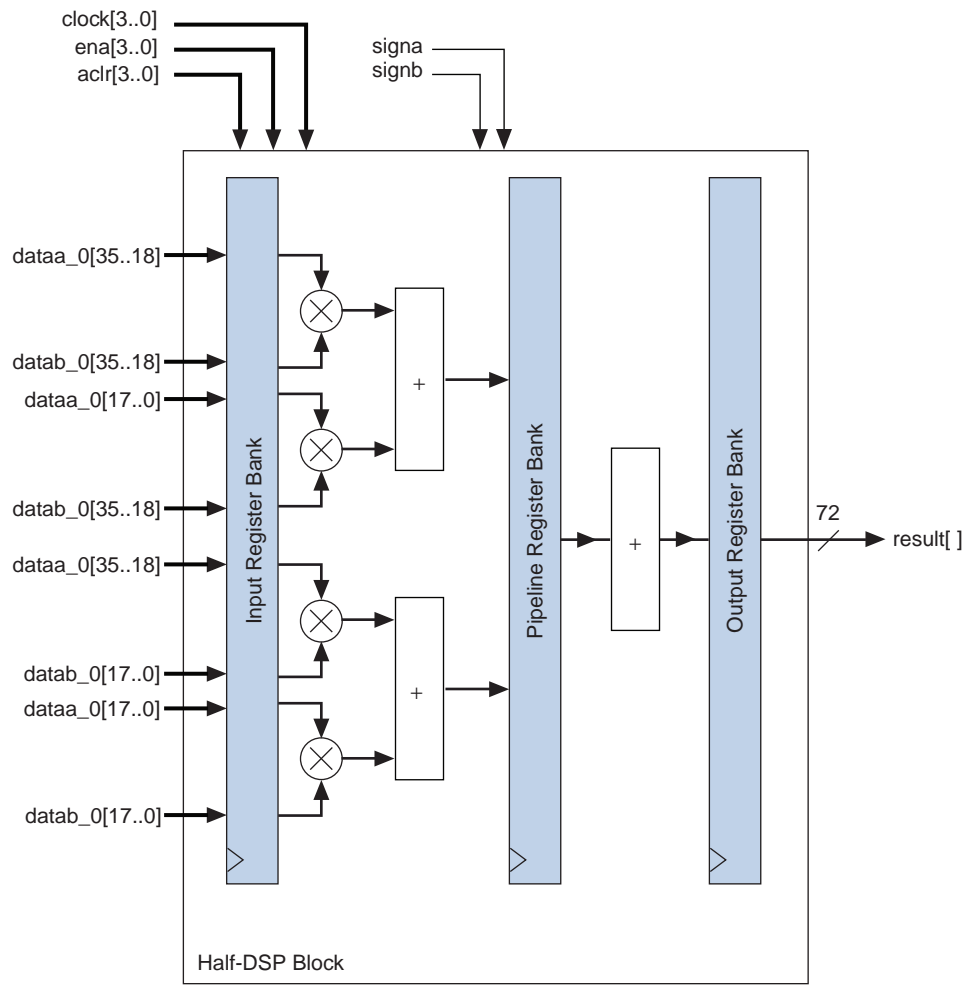 clock[3..0]
ena[3..0]
aclr[3..0]
signa
signb
dataa_0[35..18]
datab_0[35..18]
dataa_0[17..0]
datab_0[35..18]
dataa_0[35..18]
datab_0[17..0]
dataa_0[17..0]
datab_0[17..0]
Input Register Bank
+
+
Pipeline Register Bank
+
Output Register Bank
72
result[ ]
Half-DSP Block